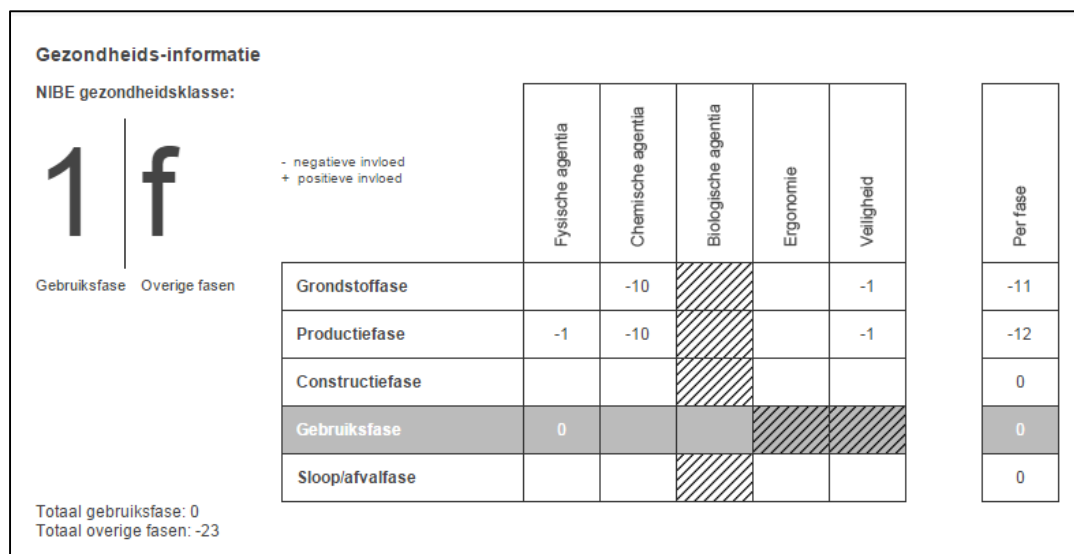 Gezondheids-informatie
NIBE gezondheidsklasse:
1 f
Gebruiksfase Overige fasen
- negatieve invloed
+ positieve invloed
Fysische agentia
Chemische agentia
Biologische agentia
Ergonomie
Veiligheid
Per fase
Grondstoffase -10 -1 -11
Productiefase -1 -10 -1 -12
Constructiefase 0
Gebruiksfase 0 0
Sloop/afvalfase 0
Totaal gebruiksfase: 0
Totaal overige fasen: -23